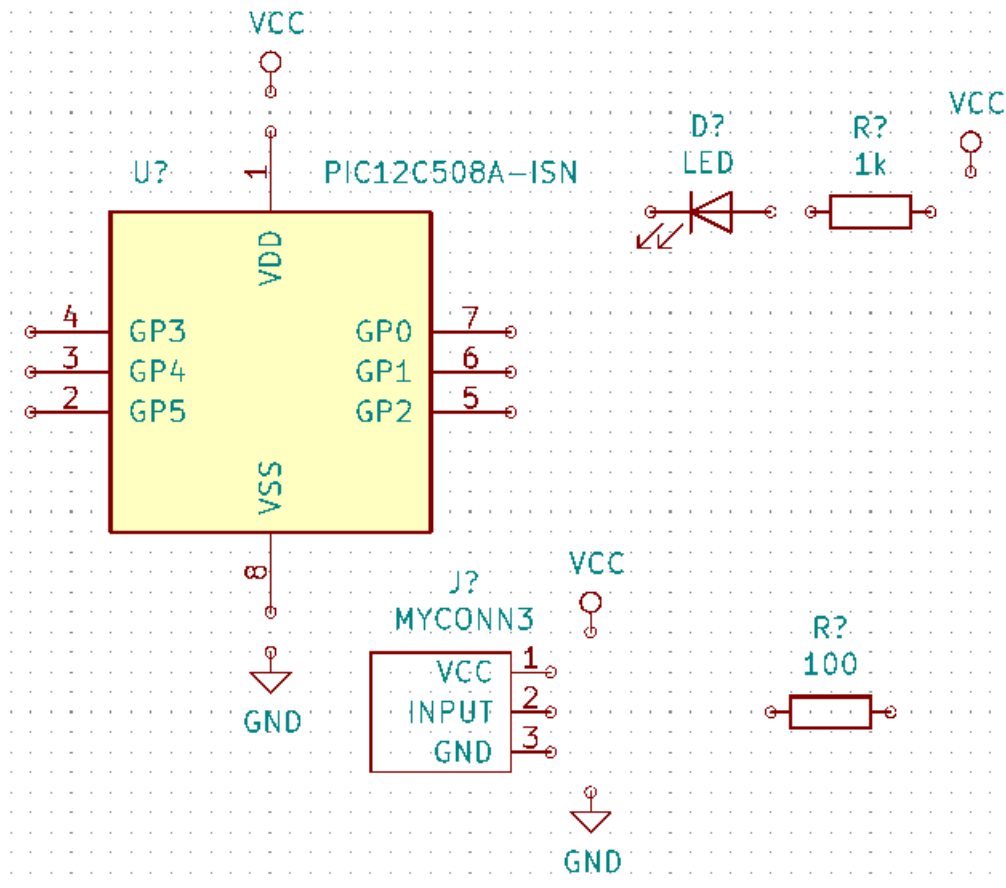 VCC
VCC
D?
R?
U?
1
PIC12C508A-ISN
LED
1k
VDD
4
GP3
GP0
7
3
GP4
GP1
6
2
GP5
GP2
5
VSS
8
VCC
J?
MYCONN3
R?
VCC
1
100
INPUT
2
GND
GND
3
GND